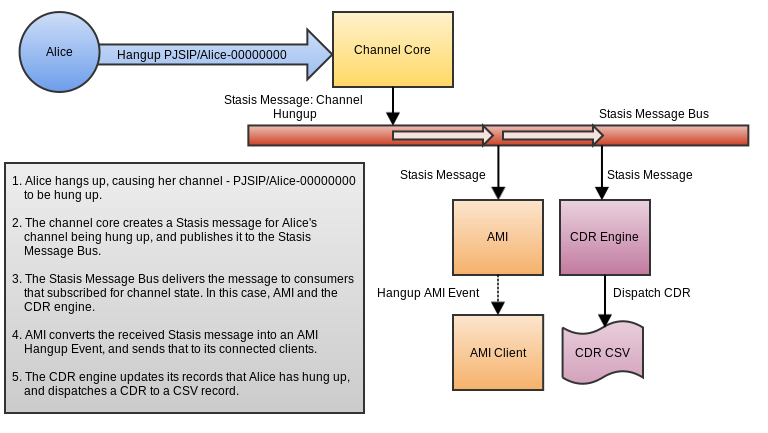 Alice
Hangup PJSIP/Alice-00000000
Channel Core
Stasis Message: Channel
Hungup
Stasis Message Bus
Stasis Message
Stasis Message
AMI
CDR Engine
Hangup AMI Event
Dispatch CDR
AMI Client
CDR CSV
1. Alice hangs up, causing her channel - PJSIP/Alice-00000000
to be hung up.
2. The channel core creates a Stasis message for Alice's
channel being hung up, and publishes it to the Stasis
Message Bus.
3. The Stasis Message Bus delivers the message to consumers
that subscribed for channel state. In this case, AMI and the
CDR engine.
4. AMI converts the received Stasis message into an AMI
Hangup Event, and sends that to its connected clients.
5. The CDR engine updates its records that Alice has hung up,
and dispatches a CDR to a CSV record.